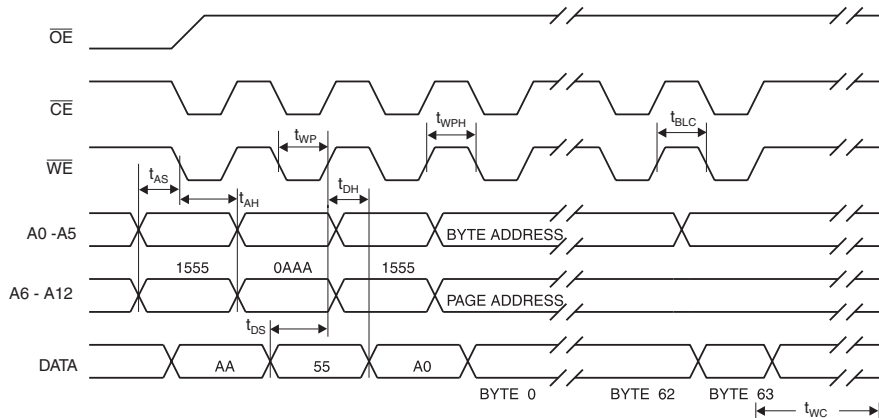 OE
CE
tWP
tWPH
tBLC
WE
tAS
tAH
tDH
A0 -A5
BYTE ADDRESS
1555
0AAA
1555
A6 - A12
PAGE ADDRESS
tDS
DATA
AA
55
A0
BYTE 0
BYTE 62
BYTE 63
tWC